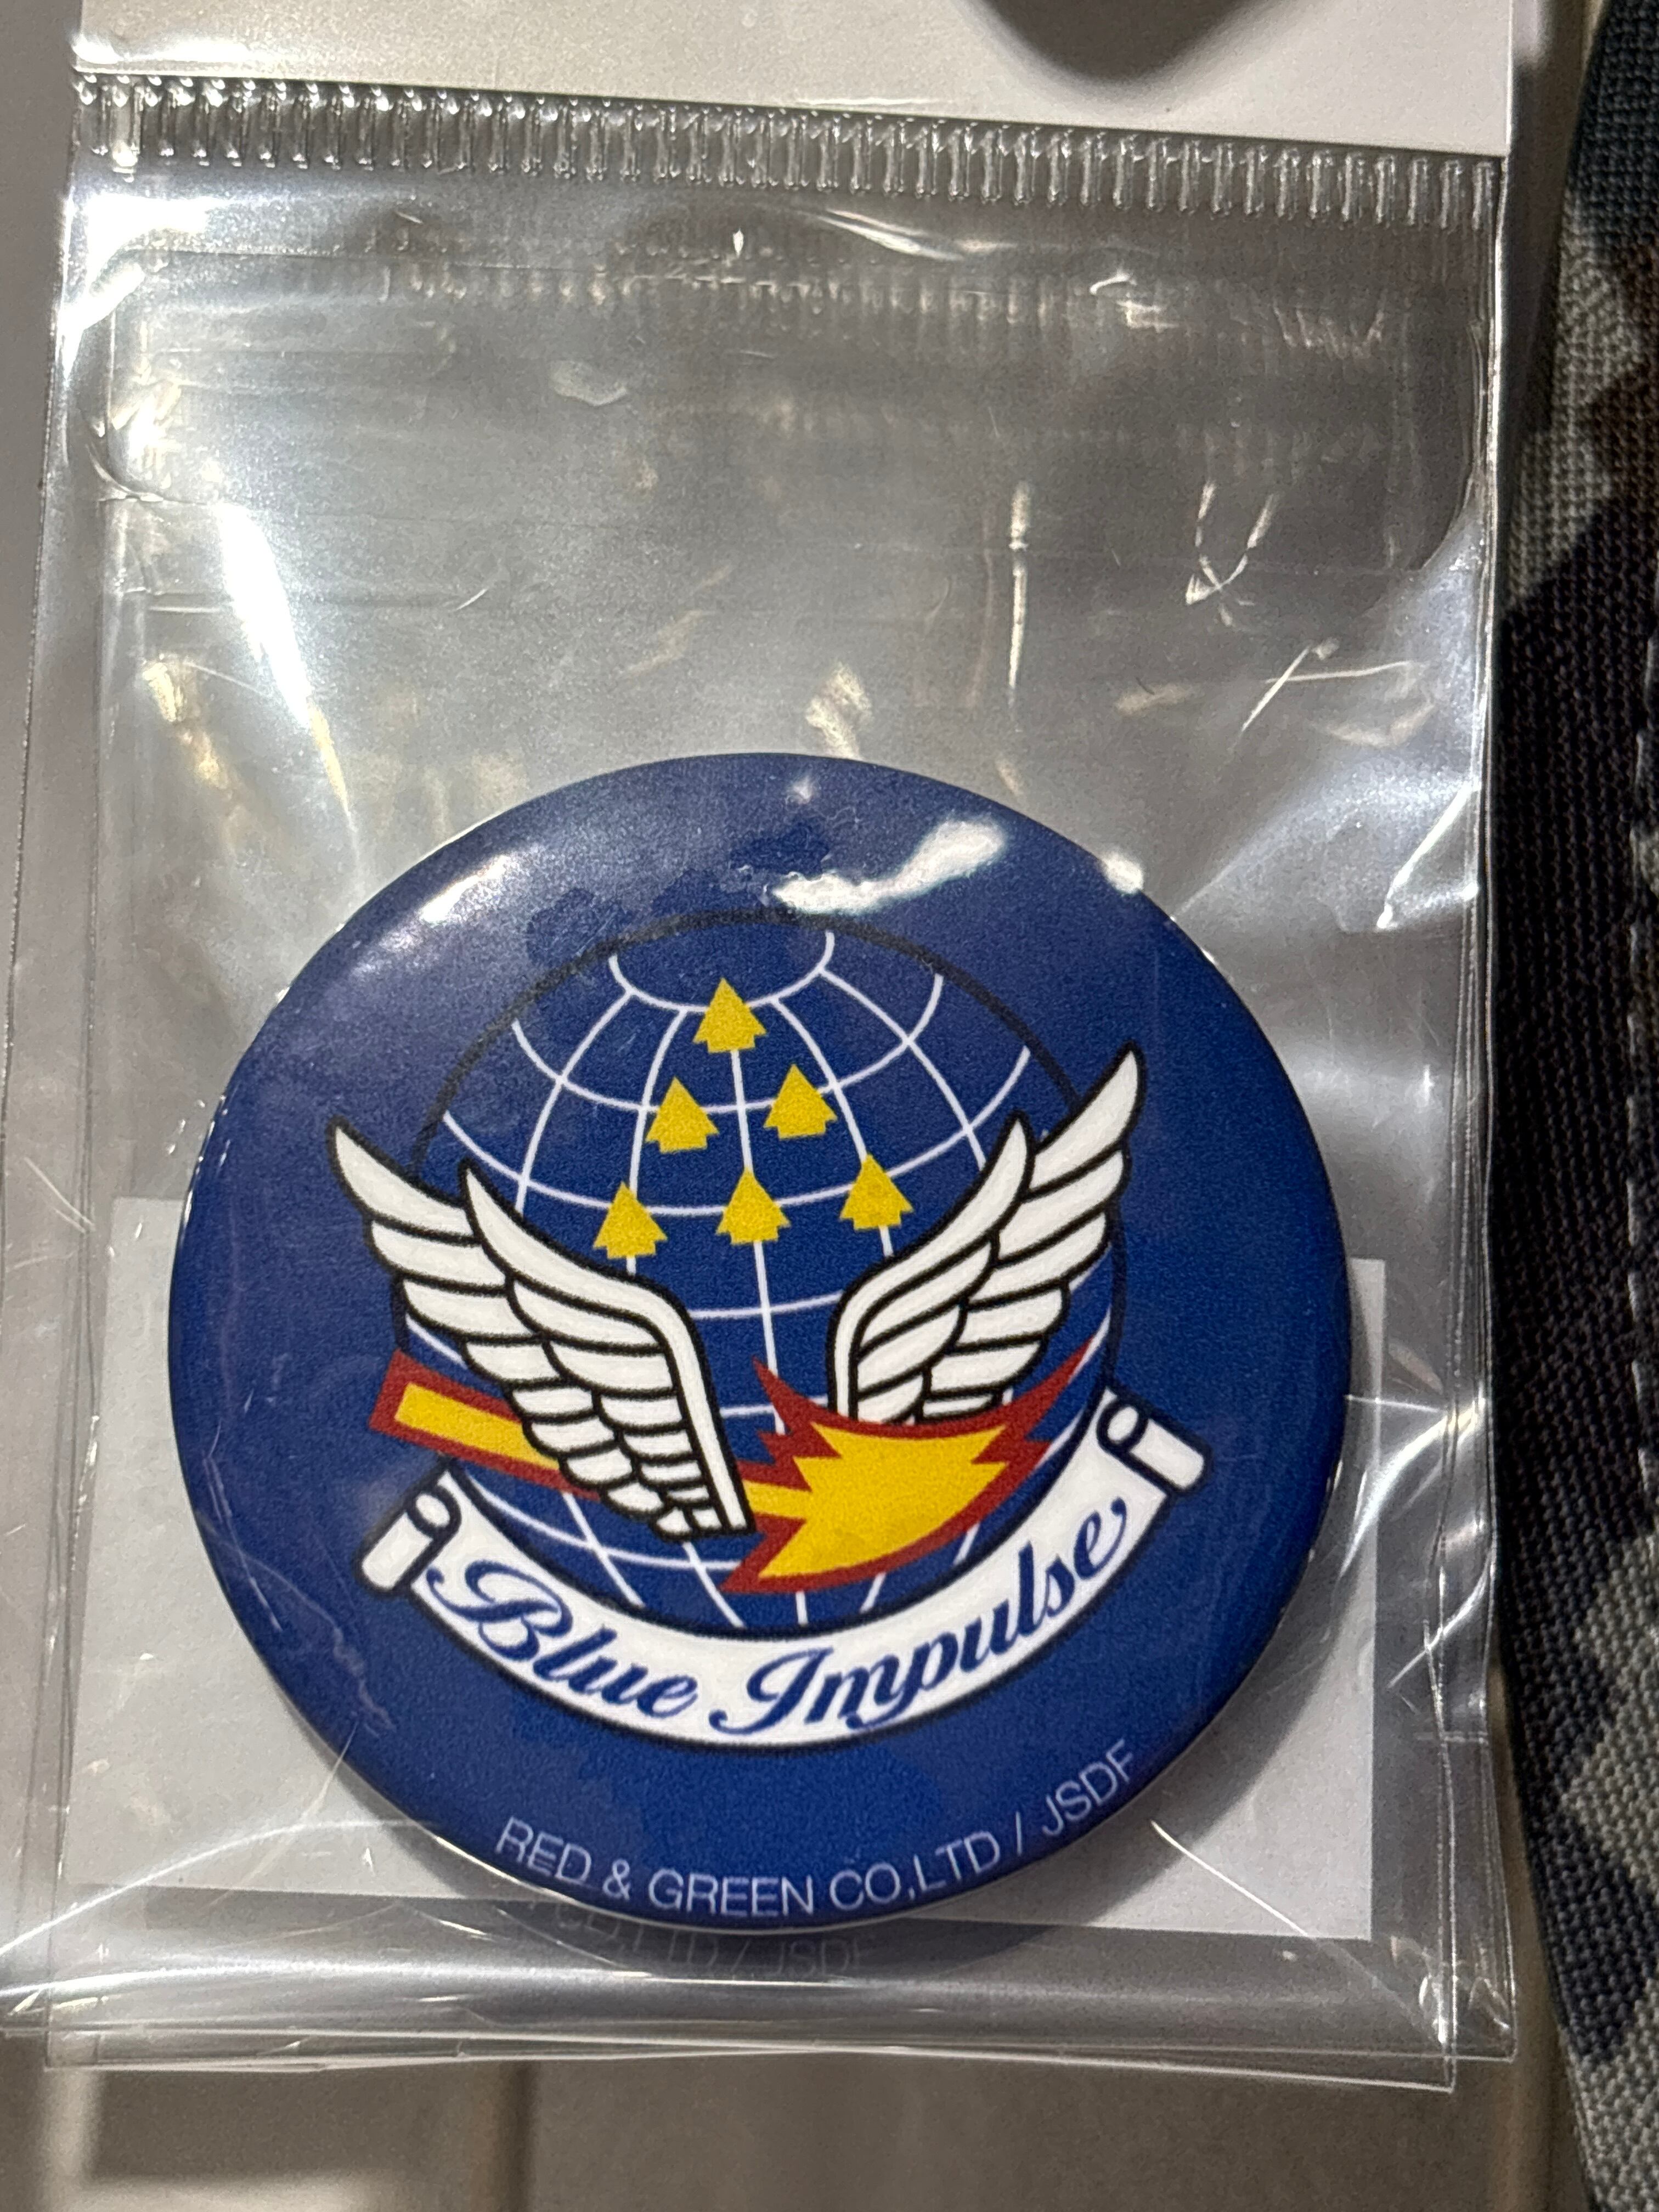 Blue Impulse
RED & GREEN CO,LTD / JSDF